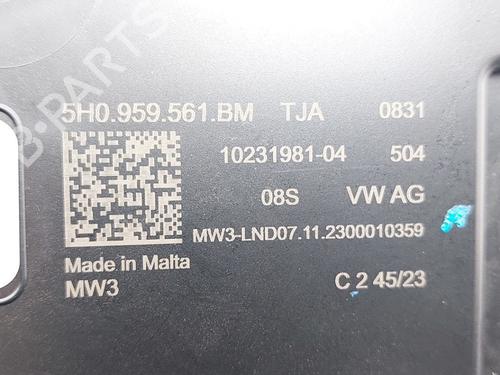 B-PARTS
5H0.959.561.BM TJA 0831
10231981-04 504
08S VW AG
MW3-LND07.11.2300010359
Made in Malta
MW3 C 2 45/23